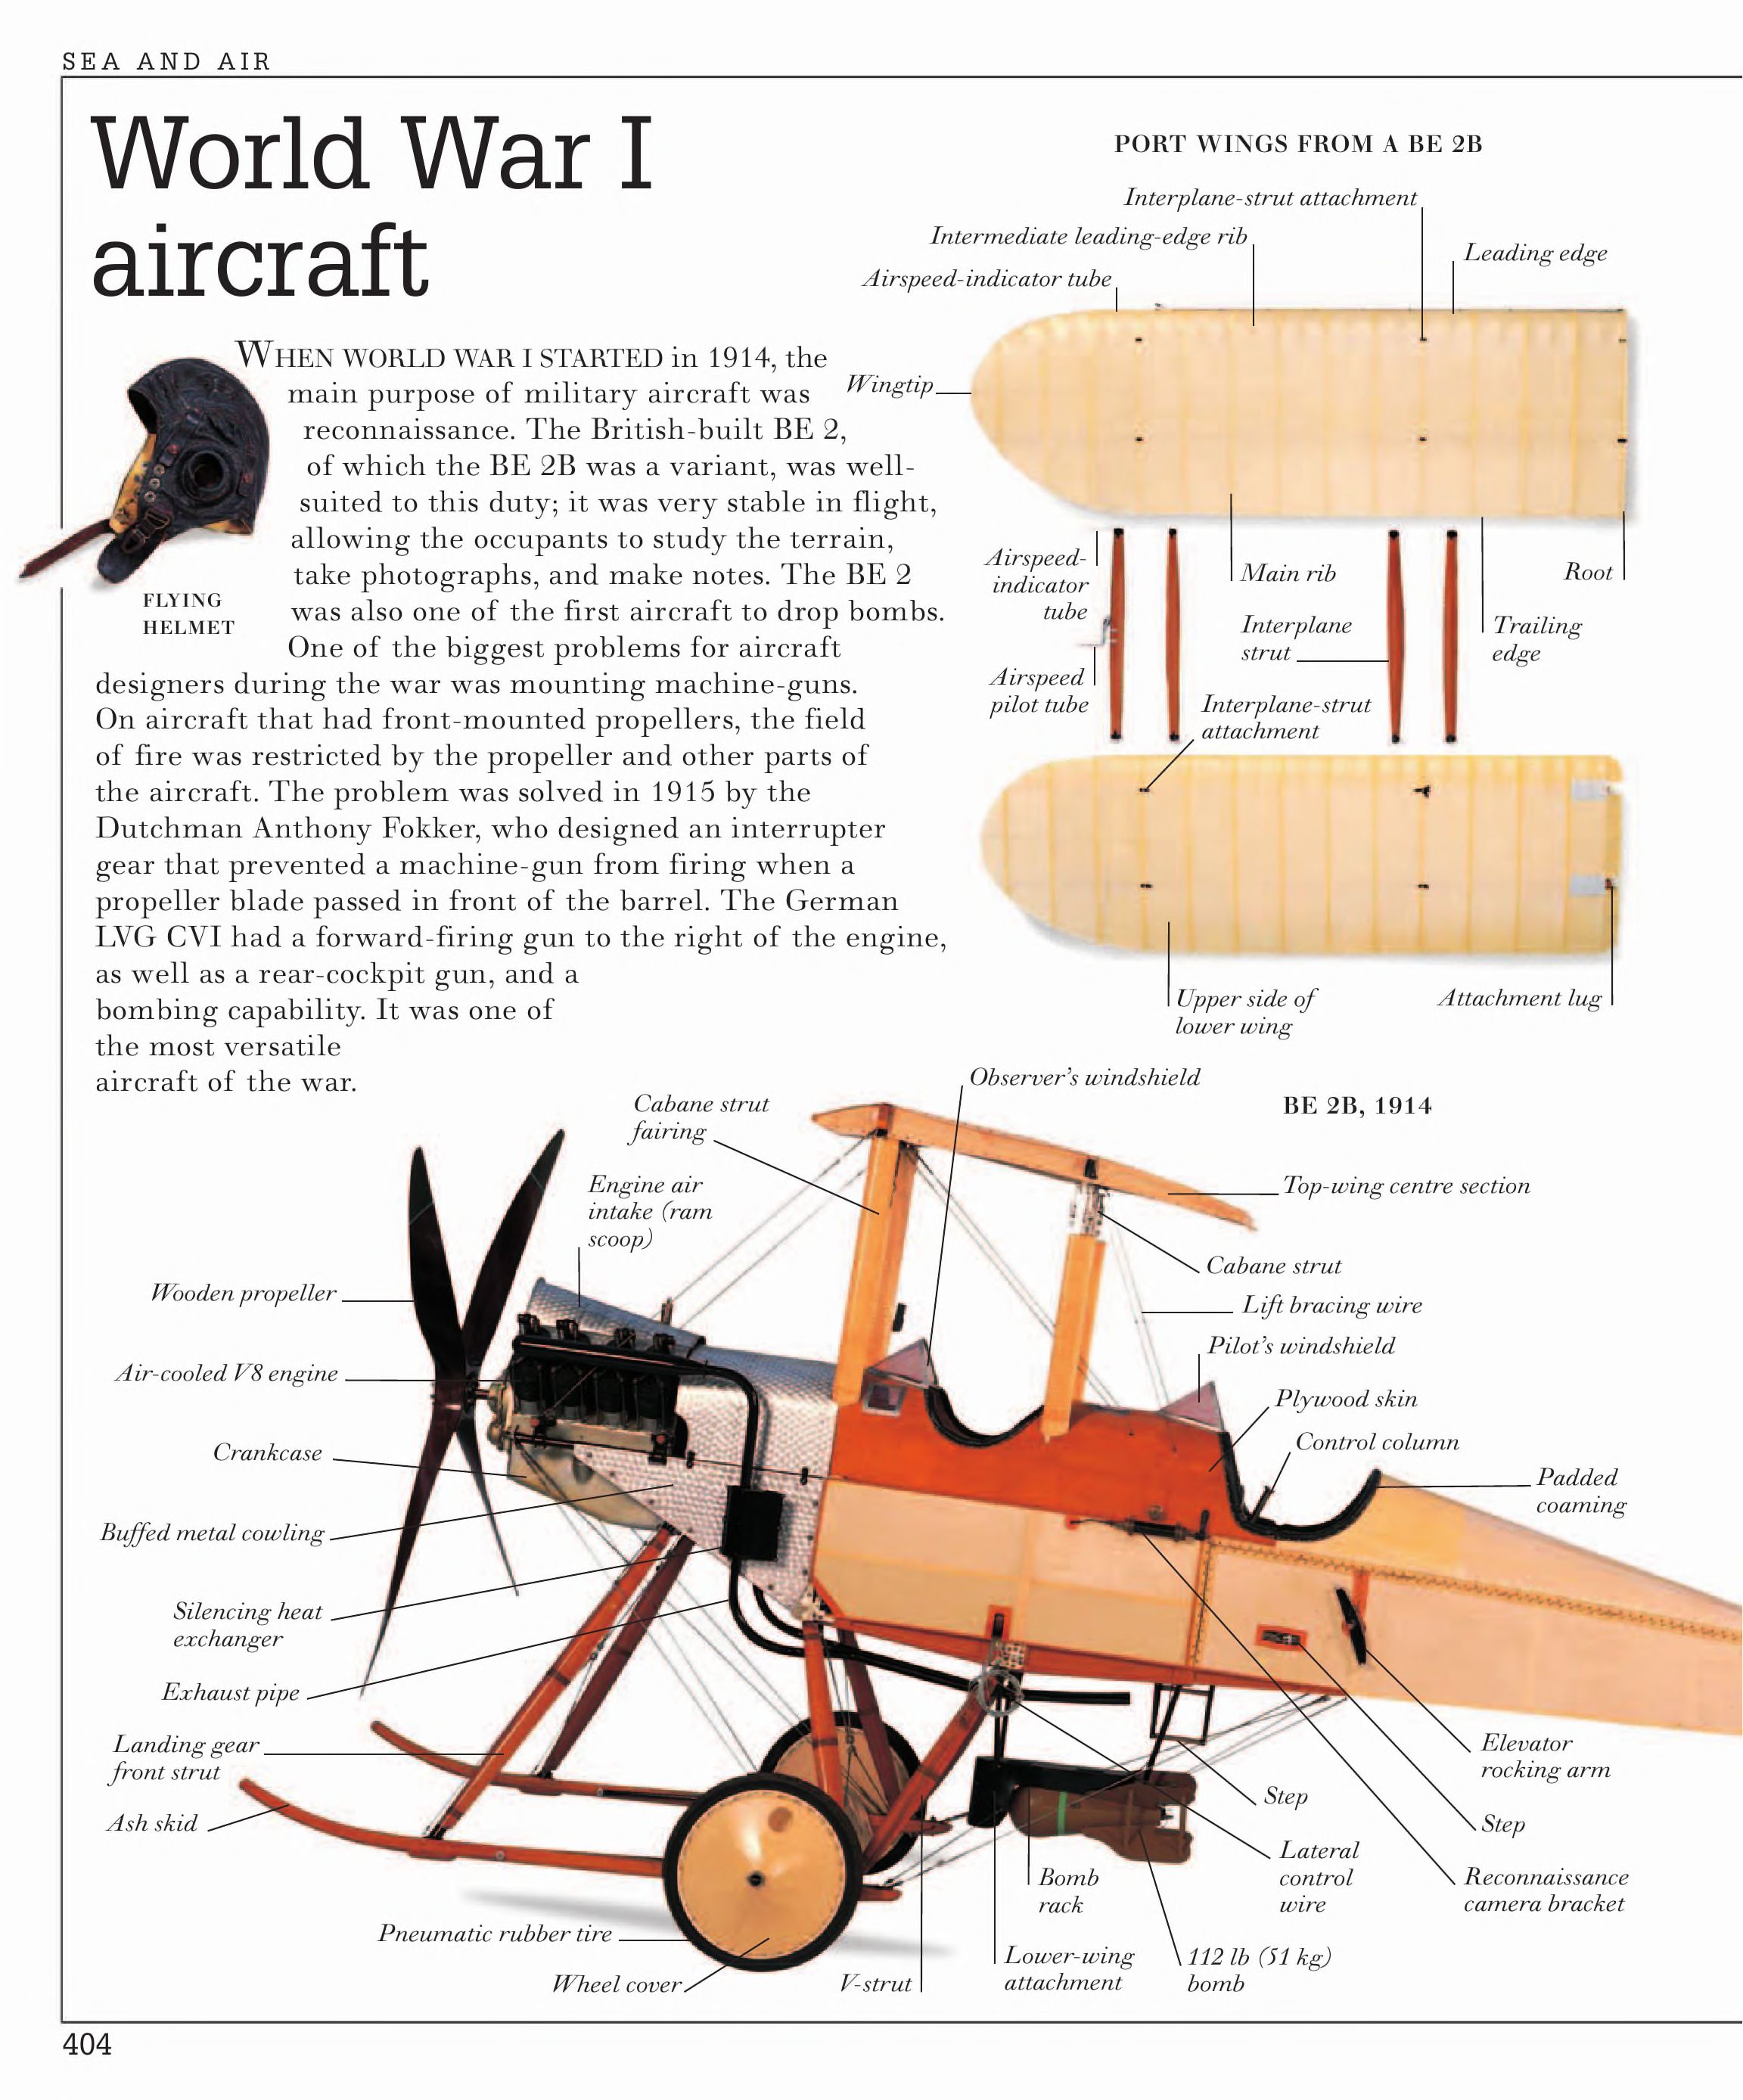 SEA AND AIR
World War I
aircraft
WHEN WORLD WAR I STARTED in 1914, the
main purpose of military aircraft was
reconnaissance. The British-built BE 2,
of which the BE 2B was a variant, was well-
suited to this duty; it was very stable in flight,
allowing the occupants to study the terrain,
take photographs, and make notes. The BE 2
was also one of the first aircraft to drop bombs.
One of the biggest problems for aircraft
designers during the war was mounting machine-guns.
On aircraft that had front-mounted propellers, the field
of fire was restricted by the propeller and other parts of
the aircraft. The problem was solved in 1915 by the
Dutchman Anthony Fokker, who designed an interrupter
gear that prevented a machine-gun from firing when a
propeller blade passed in front of the barrel. The German
LVG CVI had a forward-firing gun to the right of the engine,
as well as a rear-cockpit gun, and a
bombing capability. It was one of
the most versatile
aircraft of the war.
FLYING
HELMET
PORT WINGS FROM A BE 2B
Interplane-strut attachment
Intermediate leading-edge rib
Leading edge
Airspeed-indicator tube
Wingtip
Airspeed-
indicator
tube
Main rib
Root
Interplane
strut
Trailing
edge
Airspeed
pilot tube
Interplane-strut
attachment
Upper side of
lower wing
Attachment lug
BE 2B, 1914
Observer's windshield
Cabane strut
fairing
Engine air
intake (ram
scoop)
Top-wing centre section
Cabane strut
Wooden propeller
Lift bracing wire
Pilot's windshield
Air-cooled V8 engine
Plywood skin
Control column
Crankcase
Padded
coaming
Buffed metal cowling
Silencing heat
exchanger
Exhaust pipe
Landing gear
front strut
Elevator
rocking arm
Step
Ash skid
Step
Lateral
control
wire
Bomb
rack
Reconnaissance
camera bracket
Pneumatic rubber tire
Lower-wing
attachment
112 lb (51 kg)
bomb
Wheel cover
V-strut
404